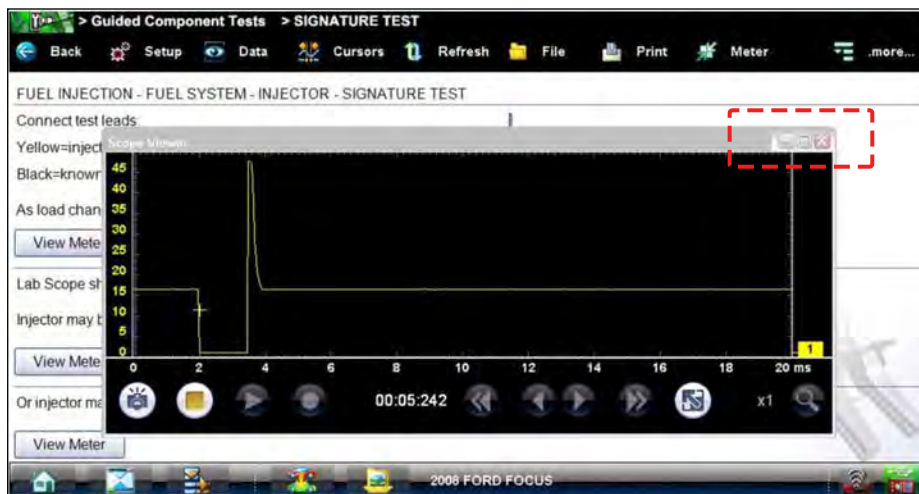 > Guided Component Tests > SIGNATURE TEST
Back Setup Data Cursors Refresh File Print Meter .more...
FUEL INJECTION - FUEL SYSTEM - INJECTOR - SIGNATURE TEST
Connect test leads
Scope Viewer
Yellow=inject
Black=known
As load chan
View Mete
Lab Scope sh
Injector may b
View Mete
Or injector ma
View Meter
45
40
35
30
25
20
15
10
5
0
1
0 2 4 6 8 10 12 14 16 18 20 ms
00:05:242 x1
2008 FORD FOCUS